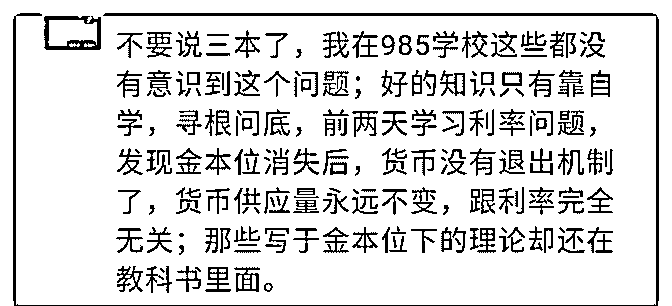 不要说三本了，我在985学校这些都没
有意识到这个问题；好的知识只有靠自
学，寻根问底，前两天学习利率问题，
发现金本位消失后，货币没有退出机制
了，货币供应量永远不变，跟利率完全
无关；那些写于金本位下的理论却还在
教科书里面。